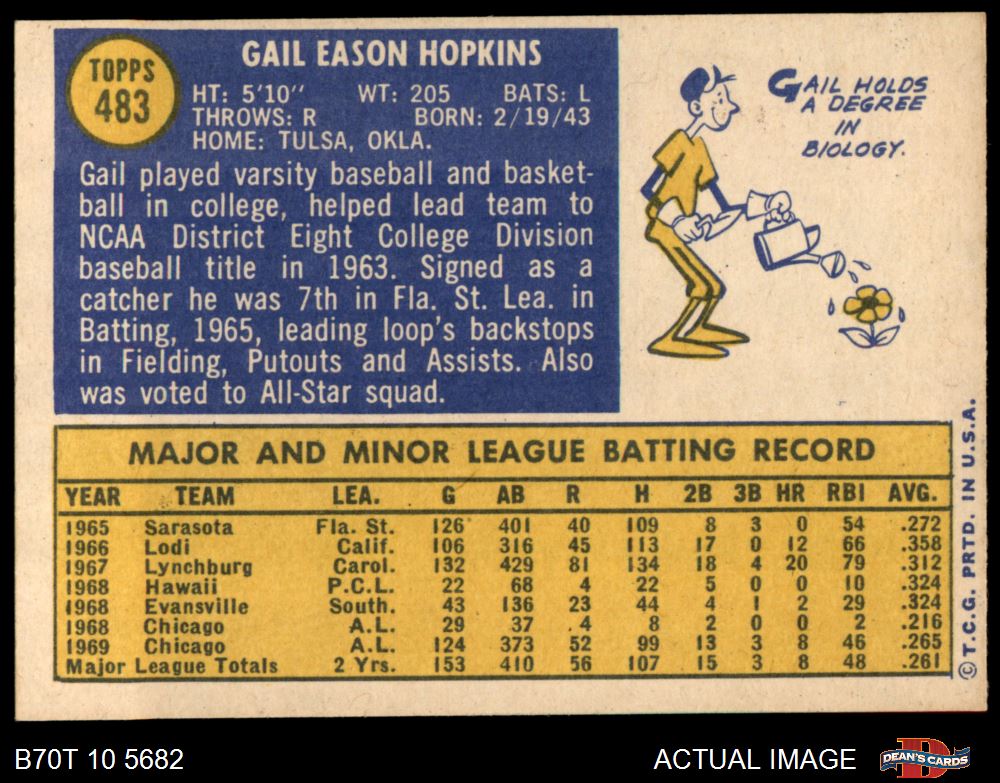 TOPPS
483
GAIL EASON HOPKINS
HT: 5'10" WT: 205 BATS: L
THROWS: R BORN: 2/19/43
HOME: TULSA, OKLA.
Gail played varsity baseball and basket-
ball in college, helped lead team to
NCAA District Eight College Division
baseball title in 1963. Signed as a
catcher he was 7th in Fla. St. Lea. in
Batting, 1965, leading loop's backstops
in Fielding, Putouts and Assists. Also
was voted to All-Star squad.
GAIL HOLDS
A DEGREE
IN
BIOLOGY.
MAJOR AND MINOR LEAGUE BATTING RECORD
YEAR TEAM LEA. G AB R H 2B 3B HR RBI AVG.
1965 Sarasota Fla. St. 126 401 40 109 8 3 0 54 .272
1966 Lodi Calif. 106 316 45 113 17 0 12 66 .358
1967 Lynchburg Carol. 132 429 81 134 18 4 20 79 .312
1968 Hawaii P.C.L. 22 68 4 22 5 0 0 10 .324
1968 Evansville South. 43 136 23 44 4 1 2 29 .324
1968 Chicago A.L. 29 37 4 8 2 0 0 2 .216
1969 Chicago A.L. 124 373 52 99 13 3 8 46 .265
Major League Totals 2 Yrs. 153 410 56 107 15 3 8 48 .261
©T.C.G. PRTD. IN U.S.A.
B70T 10 5682
ACTUAL IMAGE
DEAN'S CARDS